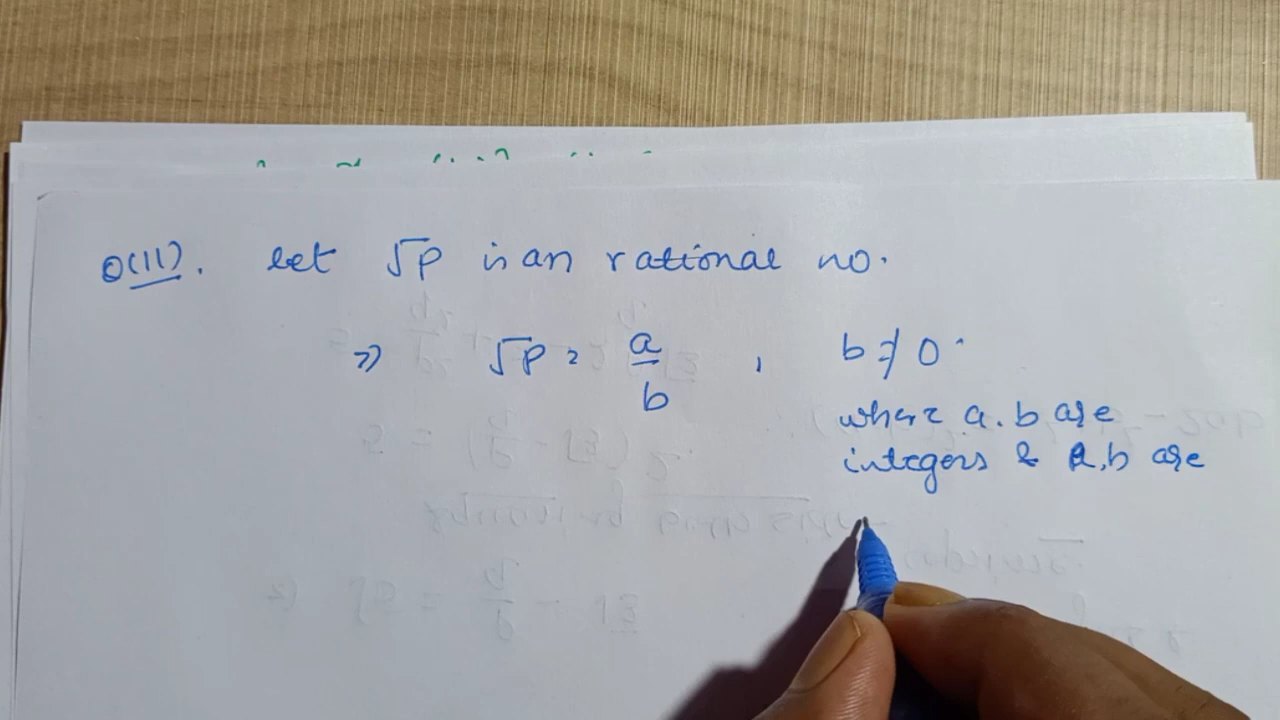 Q(11). Let √p is an rational no.
⇒ √p = a/b , b ≠ 0.
where a.b are
integers & a,b are